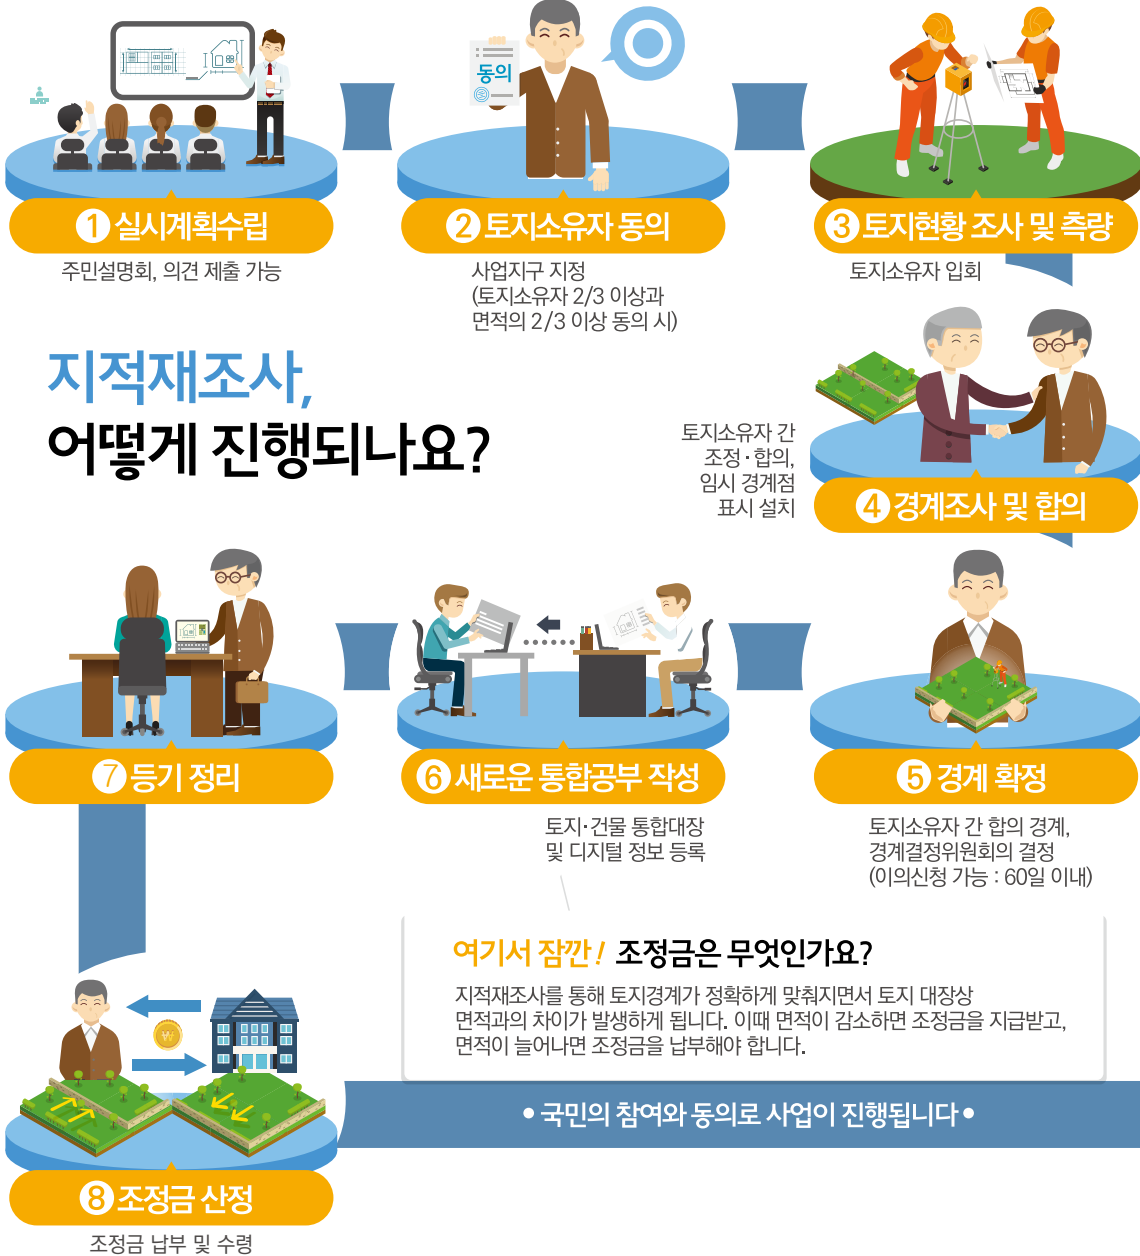 동의
1 실시계획수립
주민설명회, 의견 제출 가능
2 토지소유자 동의
사업지구 지정
(토지소유자 2/3 이상과
면적의 2/3 이상 동의 시)
3 토지현황 조사 및 측량
토지소유자 입회
지적재조사,
어떻게 진행되나요?
토지소유자 간
조정·합의,
임시 경계점
표시 설치
4 경계조사 및 합의
5 경계 확정
토지소유자 간 합의 경계,
경계결정위원회의 결정
(이의신청 가능 : 60일 이내)
6 새로운 통합공부 작성
토지·건물 통합대장
및 디지털 정보 등록
7 등기 정리
여기서 잠깐! 조정금은 무엇인가요?
지적재조사를 통해 토지경계가 정확하게 맞춰지면서 토지 대장상
면적과의 차이가 발생하게 됩니다. 이때 면적이 감소하면 조정금을 지급받고,
면적이 늘어나면 조정금을 납부해야 합니다.
• 국민의 참여와 동의로 사업이 진행됩니다 •
₩
8 조정금 산정
조정금 납부 및 수령